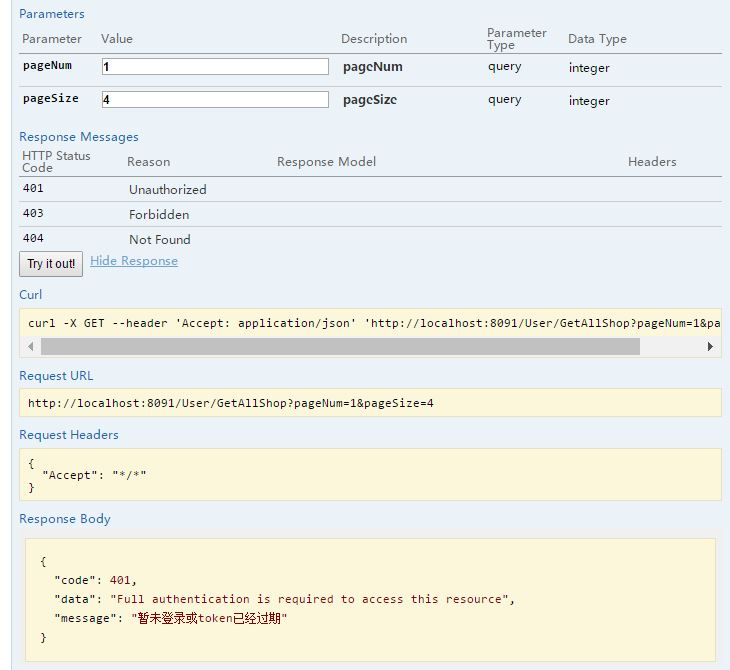 Parameters
Parameter Value Description Parameter Type Data Type
pageNum 1 pageNum query integer
pageSize 4 pageSize query integer
Response Messages
HTTP Status Code Reason Response Model Headers
401 Unauthorized
403 Forbidden
404 Not Found
Try it out! Hide Response
Curl
curl -X GET --header 'Accept: application/json' 'http://localhost:8091/User/GetAllShop?pageNum=1&pa
Request URL
http://localhost:8091/User/GetAllShop?pageNum=1&pageSize=4
Request Headers
{
"Accept": "*/*"
}
Response Body
{
"code": 401,
"data": "Full authentication is required to access this resource",
"message": "暂未登录或token已经过期"
}